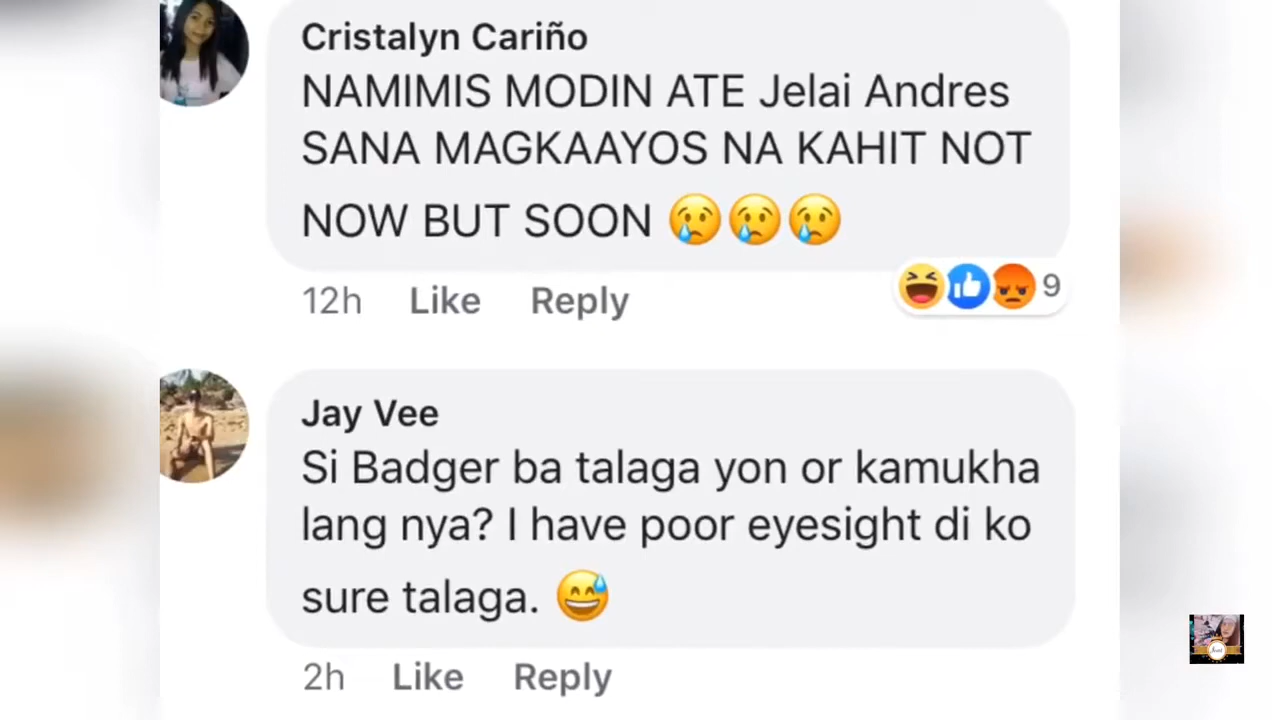 Cristalyn Cariño
NAMIMIS MODIN ATE Jelai Andres
SANA MAGKAAYOS NA KAHIT NOT
NOW BUT SOON 😢😢😢
12h Like Reply 9
Jay Vee
Si Badger ba talaga yon or kamukha
lang nya? I have poor eyesight di ko
sure talaga. 😅
2h Like Reply